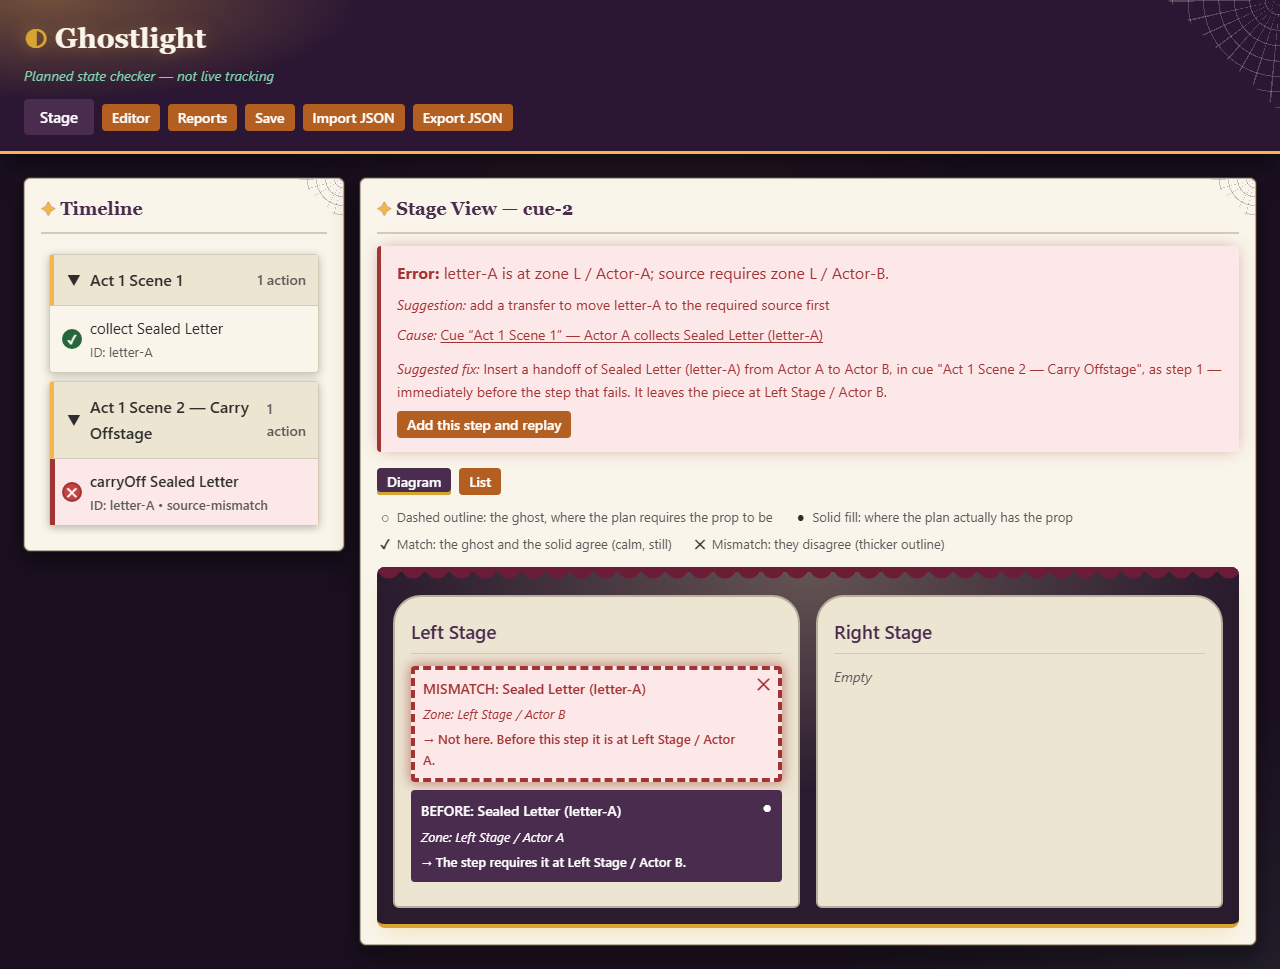 Ghostlight
Planned state checker — not live tracking
Stage
Editor
Reports
Save
Import JSON
Export JSON
Timeline
Act 1 Scene 1
1 action
collect Sealed Letter
ID: letter-A
Act 1 Scene 2 — Carry
Offstage
1
action
carryOff Sealed Letter
ID: letter-A • source-mismatch
Stage View — cue-2
Error: letter-A is at zone L / Actor-A; source requires zone L / Actor-B.
Suggestion: add a transfer to move letter-A to the required source first
Cause: Cue “Act 1 Scene 1” — Actor A collects Sealed Letter (letter-A)
Suggested fix: Insert a handoff of Sealed Letter (letter-A) from Actor A to Actor B, in cue "Act 1 Scene 2 — Carry Offstage", as step 1 —
immediately before the step that fails. It leaves the piece at Left Stage / Actor B.
Add this step and replay
Diagram
List
Dashed outline: the ghost, where the plan requires the prop to be
Solid fill: where the plan actually has the prop
Match: the ghost and the solid agree (calm, still)
Mismatch: they disagree (thicker outline)
Left Stage
MISMATCH: Sealed Letter (letter-A)
Zone: Left Stage / Actor B
→ Not here. Before this step it is at Left Stage / Actor
A.
BEFORE: Sealed Letter (letter-A)
Zone: Left Stage / Actor A
→ The step requires it at Left Stage / Actor B.
Right Stage
Empty